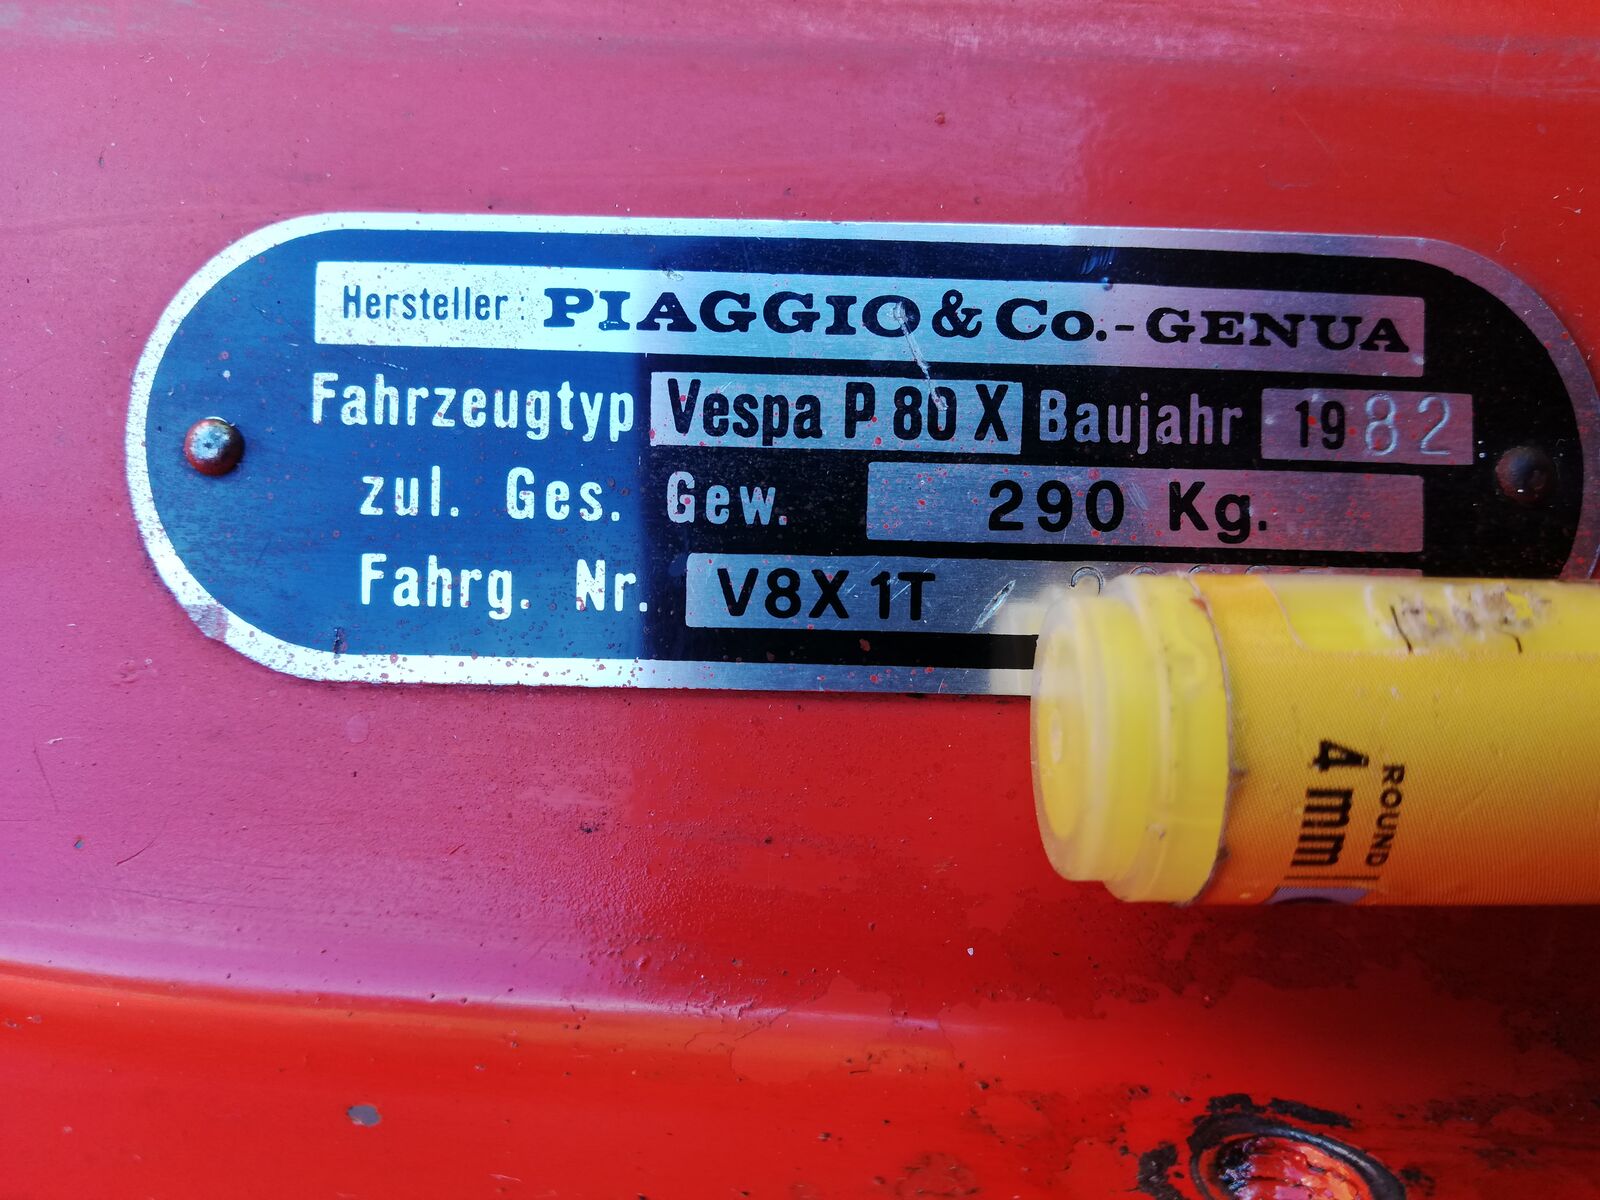 Hersteller: PIAGGIO & Co.-GENUA
Fahrzeugtyp Vespa P 80 X Baujahr 1982
zul. Ges. Gew. 290 Kg.
Fahrg. Nr. V8X 1T
4 mm
ROUND